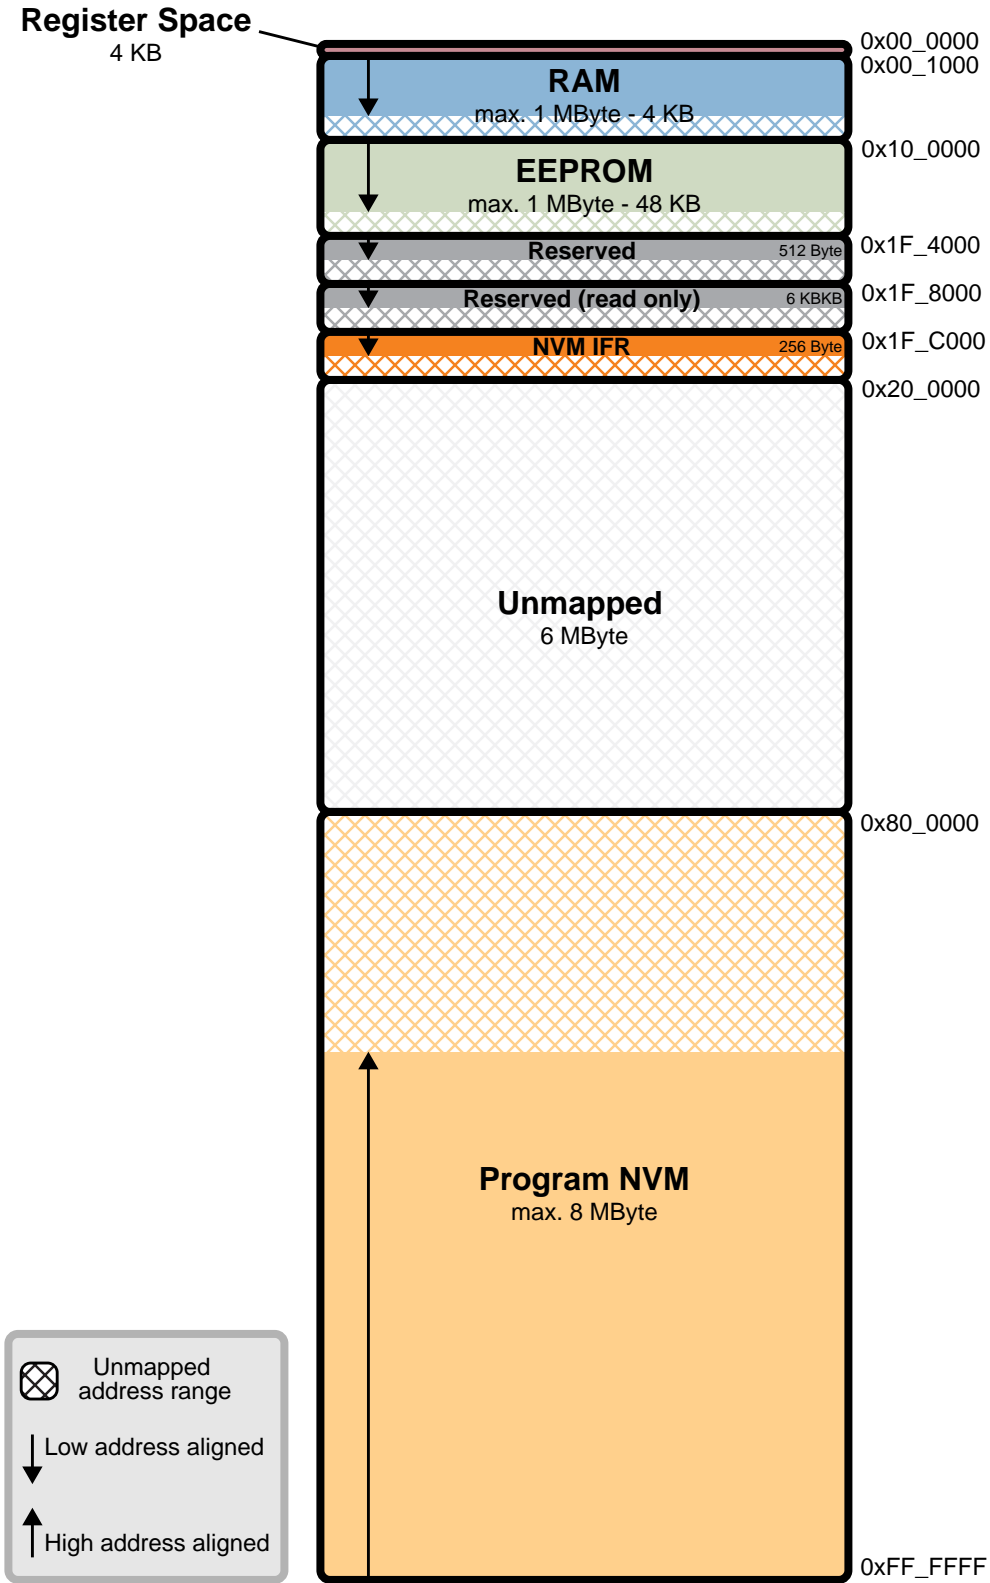 Register Space
4 KB
0x00_0000
0x00_1000
RAM
max. 1 MByte - 4 KB
0x10_0000
EEPROM
max. 1 MByte - 48 KB
0x1F_4000
Reserved
512 Byte
0x1F_8000
Reserved (read only)
6 KBKB
0x1F_C000
NVM IFR
256 Byte
0x20_0000
Unmapped
6 MByte
0x80_0000
Program NVM
max. 8 MByte
0xFF_FFFF
Unmapped
address range
Low address aligned
High address aligned